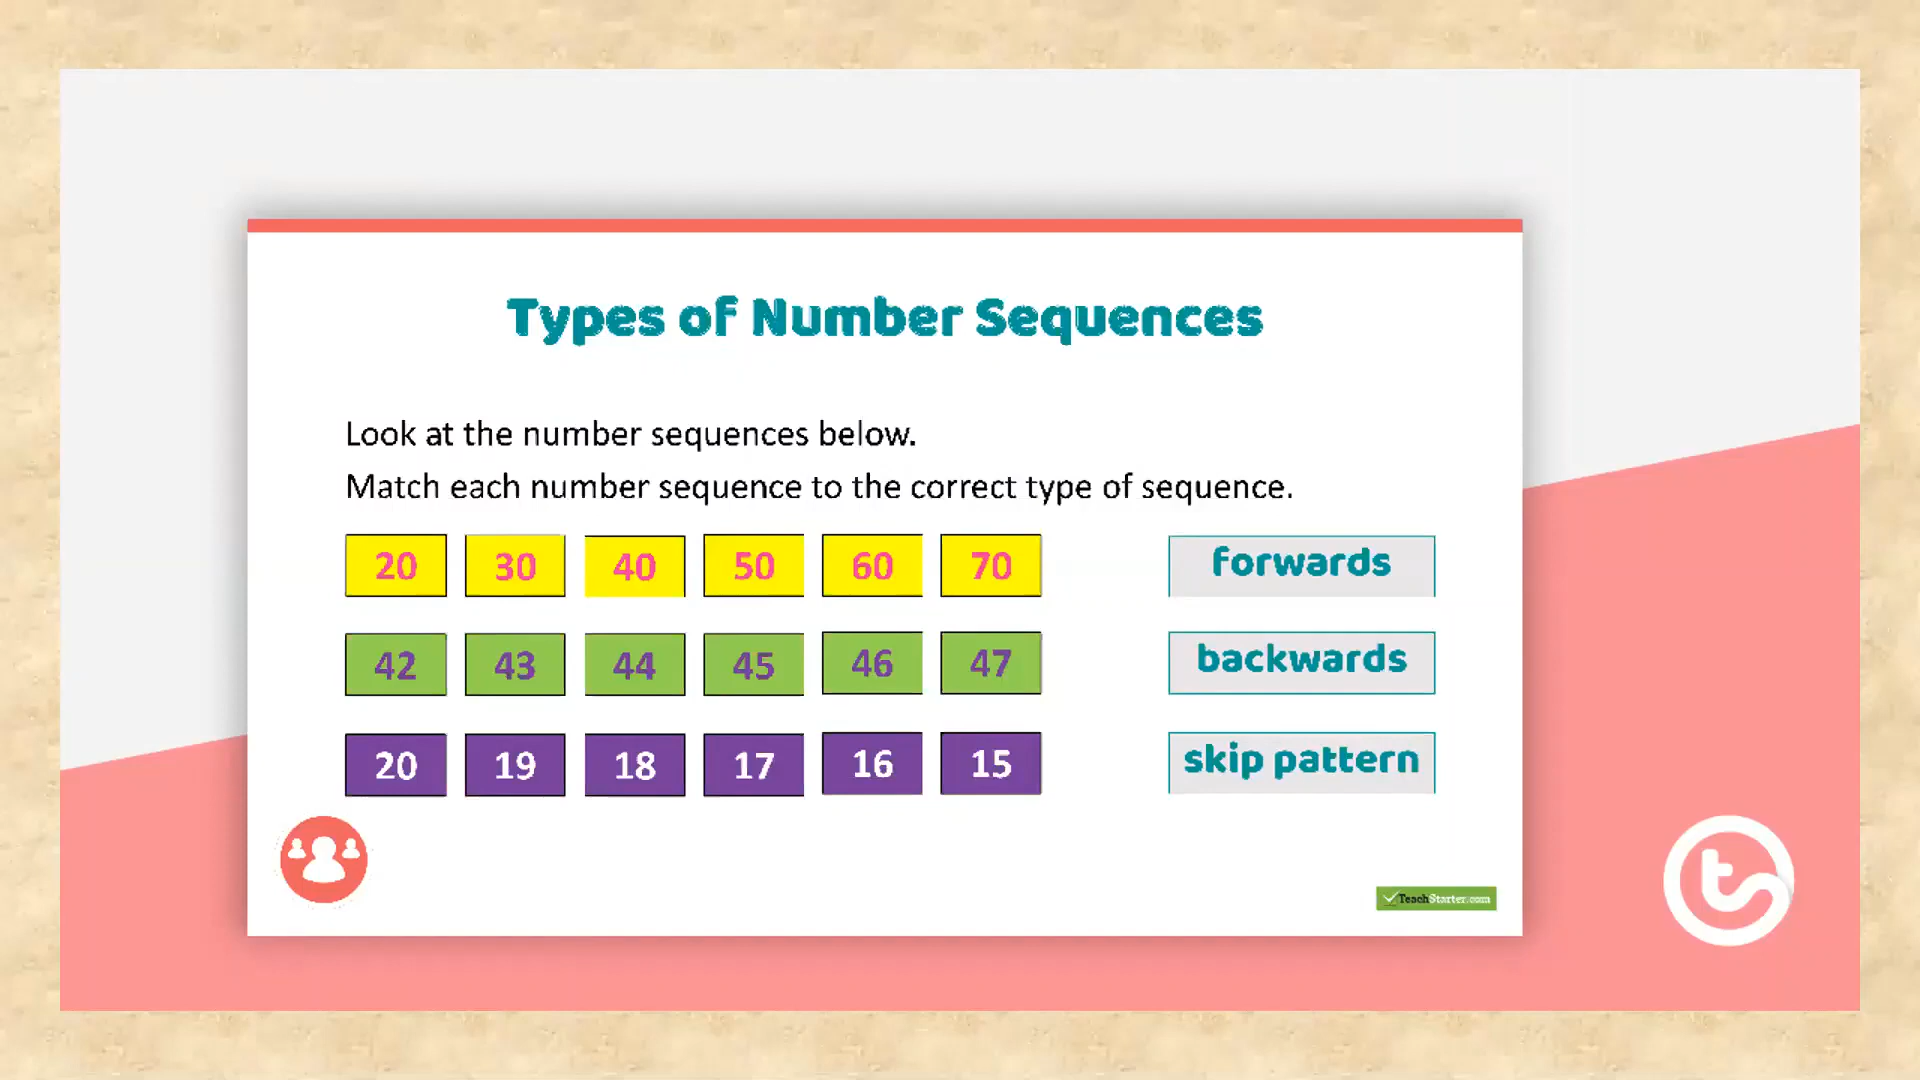 Types of Number Sequences
Look at the number sequences below.
Match each number sequence to the correct type of sequence.
20 30 40 50 60 70 forwards
42 43 44 45 46 47 backwards
20 19 18 17 16 15 skip pattern
TeachStarter.com